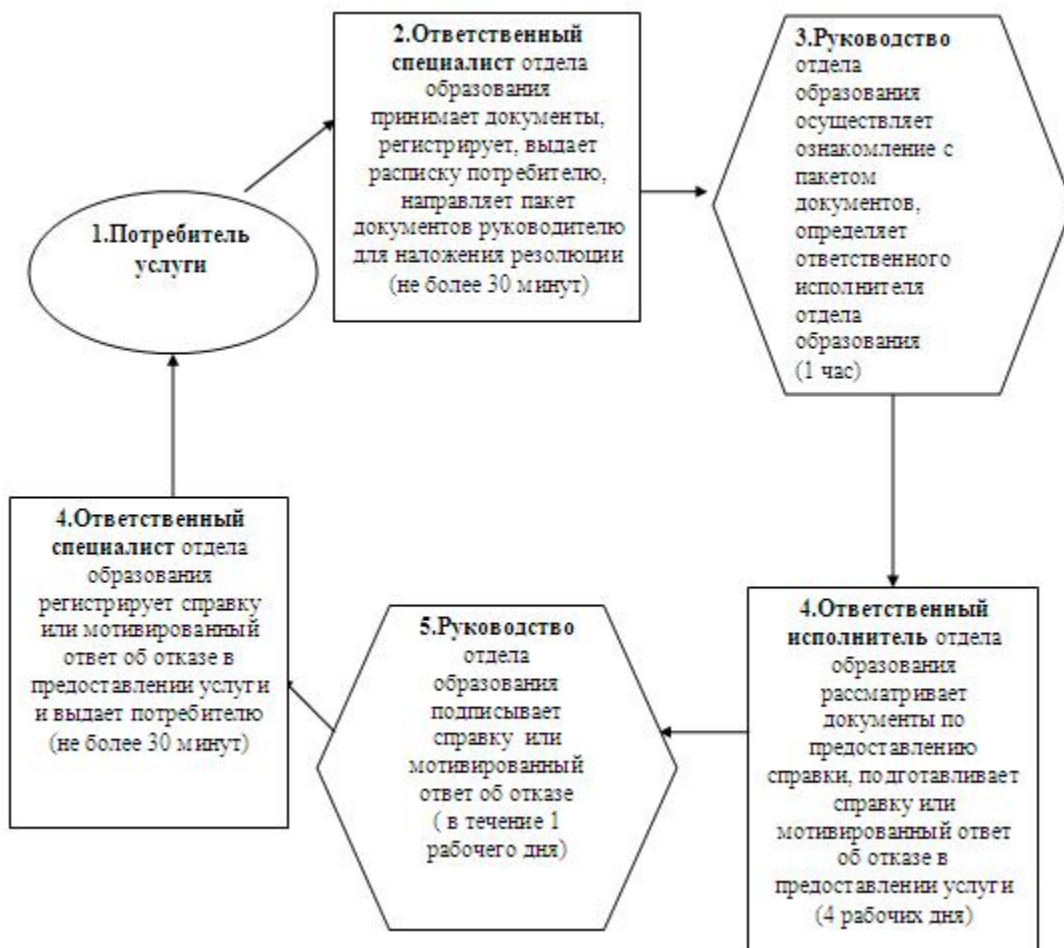 1.Потребитель
услуги
2.Ответственный
специалист отдела
образования
принимает документы,
регистрирует, выдает
расписку потребителю,
направляет пакет
документов руководителю
для наложения резолюции
(не более 30 минут)
3.Руководство
отдела
образования
осуществляет
ознакомление с
пакетом
документов,
определяет
ответственного
исполнителя
отдела
образования
(1 час)
4.Ответственный
исполнитель отдела
образования
рассматривает
документы по
предоставлению
справки, подготавливает
справку или
мотивированный ответ
об отказе в
предоставлении услуги
(4 рабочих дня)
5.Руководство
отдела
образования
подписывает
справку или
мотивированный
ответ об отказе
( в течение 1
рабочего дня)
4.Ответственный
специалист отдела
образования
регистрирует справку
или мотивированный
ответ об отказе в
предоставлении услуги
и выдает потребителю
(не более 30 минут)